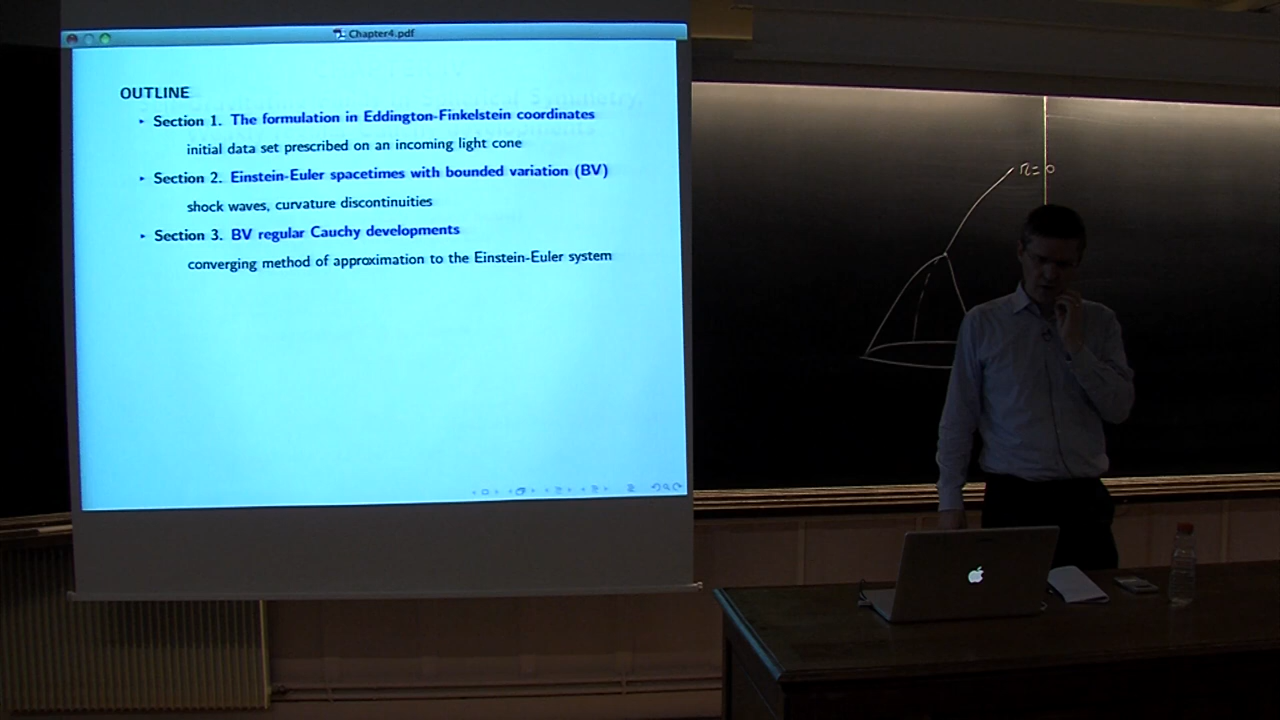 Chapter4.pdf
OUTLINE
‣ Section 1. The formulation in Eddington-Finkelstein coordinates
initial data set prescribed on an incoming light cone
‣ Section 2. Einstein-Euler spacetimes with bounded variation (BV)
shock waves, curvature discontinuities
‣ Section 3. BV regular Cauchy developments
converging method of approximation to the Einstein-Euler system
r=0